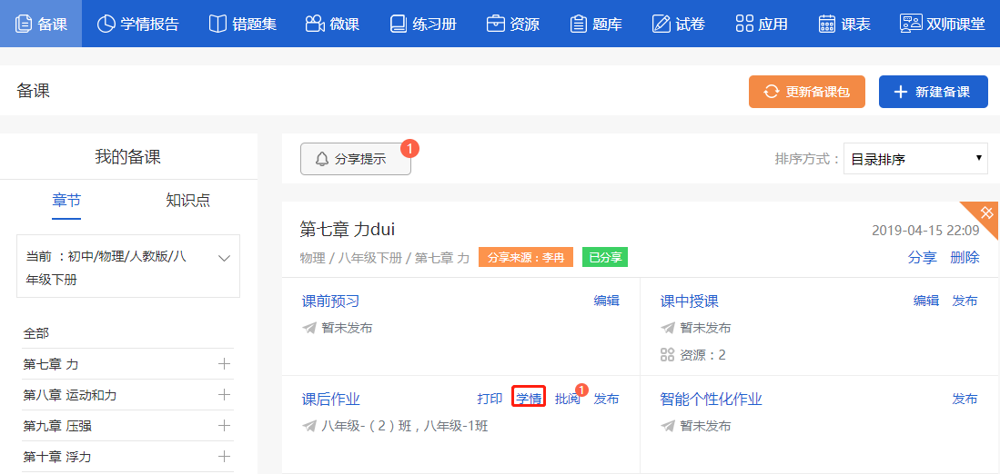 备课 学情报告 错题集 微课 练习册 资源 题库 试卷 应用 课表 双师课堂
备课 更新备课包 新建备课
我的备课
章节 知识点
当前 ：初中/物理/人教版/八
年级下册
全部
第七章 力
第八章 运动和力
第九章 压强
第十章 浮力
分享提示 1 排序方式： 目录排序
第七章 力dui 2019-04-15 22:09
物理 / 八年级下册 / 第七章 力 分享来源：李冉 已分享 分享 删除
课前预习 编辑
暂未发布
课中授课 编辑 发布
暂未发布
资源：2
课后作业 打印 学情 批阅 1 发布
八年级-（2）班，八年级-1班
智能个性化作业 发布
暂未发布